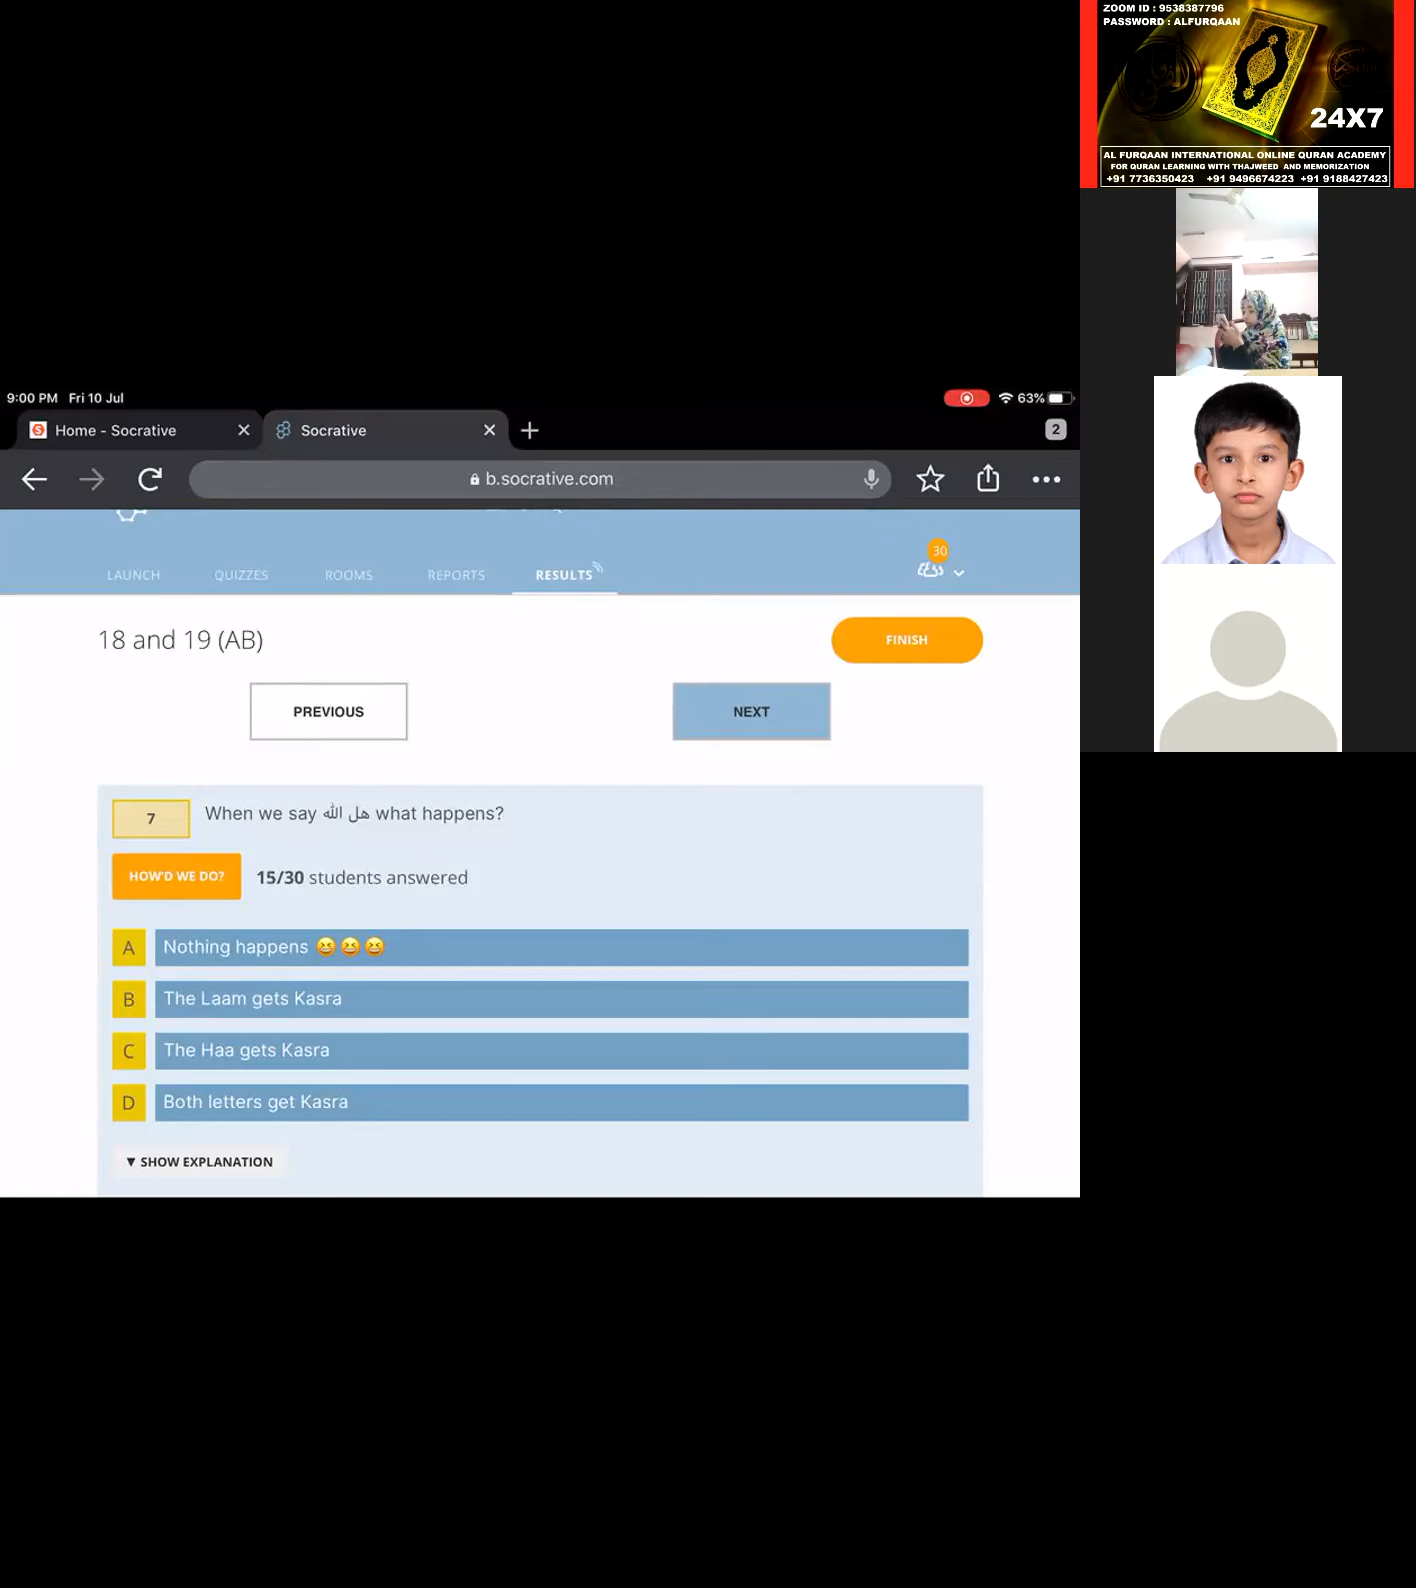 ZOOM ID : 9538387796
PASSWORD : ALFURQAAN
24X7
AL FURQAAN INTERNATIONAL ONLINE QURAN ACADEMY
FOR QURAN LEARNING WITH THAJWEED AND MEMORIZATION
+91 7736350423 +91 9496674223 +91 9188427423
9:00 PM Fri 10 Jul
63%
Home - Socrative
Socrative
2
b.socrative.com
30
LAUNCH
QUIZZES
ROOMS
REPORTS
RESULTS
18 and 19 (AB)
FINISH
PREVIOUS
NEXT
7
When we say هل الله what happens?
HOW'D WE DO?
15/30 students answered
A
Nothing happens 😆😆😆
B
The Laam gets Kasra
C
The Haa gets Kasra
D
Both letters get Kasra
▼ SHOW EXPLANATION